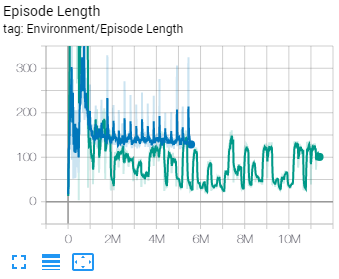 Episode Length
tag: Environment/Episode Length
300
200
100
0
0 2M 4M 6M 8M 10M